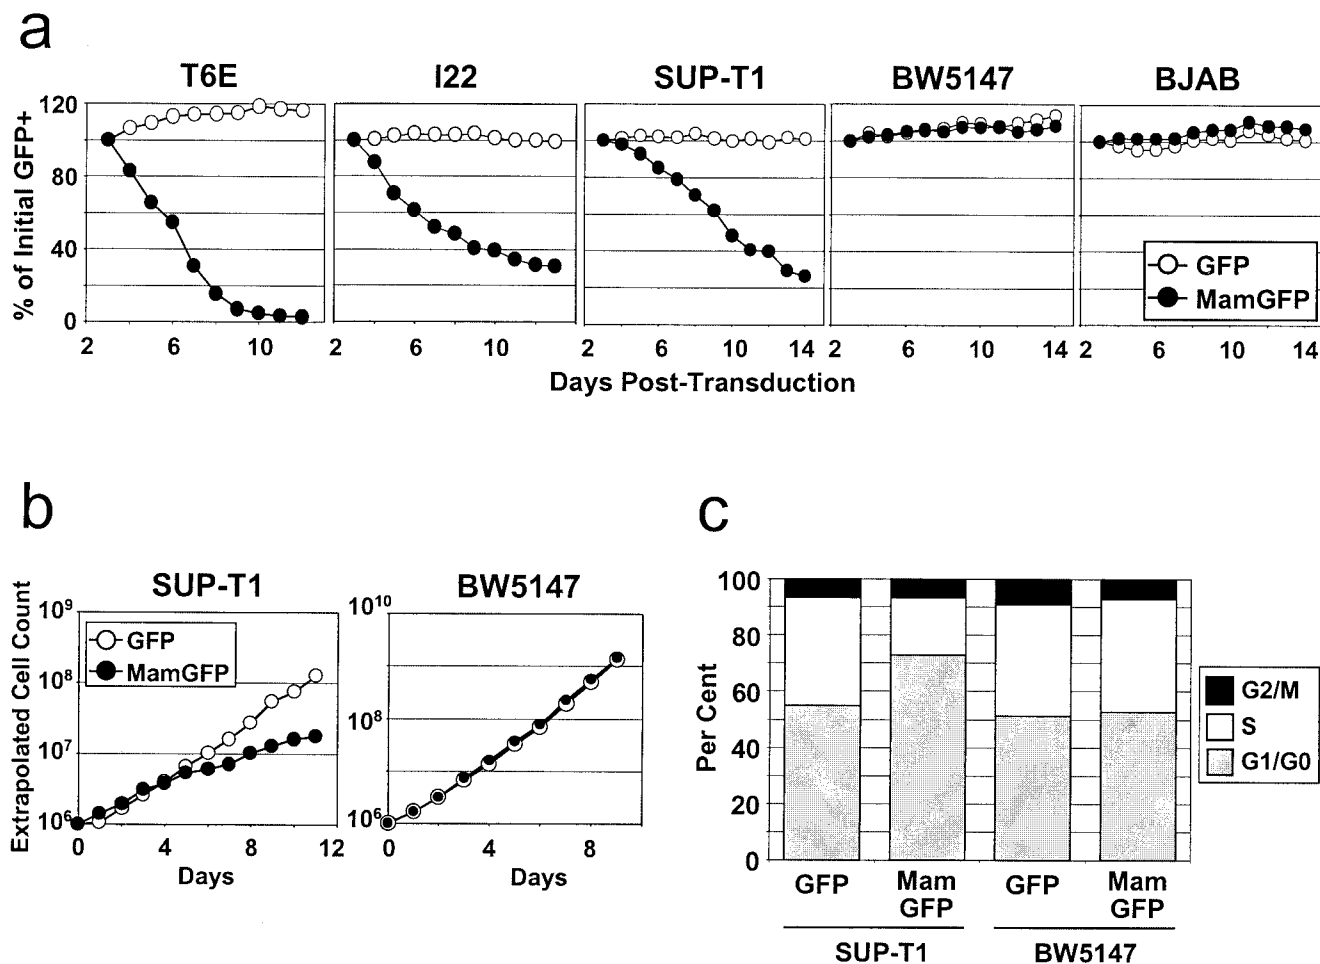 a
T6E
I22
SUP-T1
BW5147
BJAB
% of Initial GFP+
120
80
40
0
GFP
MamGFP
2 6 10
2 6 10
2 6 10 14
2 6 10 14
2 6 10 14
Days Post-Transduction
b
SUP-T1
BW5147
Extrapolated Cell Count
10^9
10^8
10^7
10^6
GFP
MamGFP
0 4 8 12
Days
10^10
10^8
10^6
0 4 8
Days
c
Per Cent
100
80
60
40
20
0
G2/M
S
G1/G0
GFP
Mam
GFP
GFP
Mam
GFP
SUP-T1
BW5147